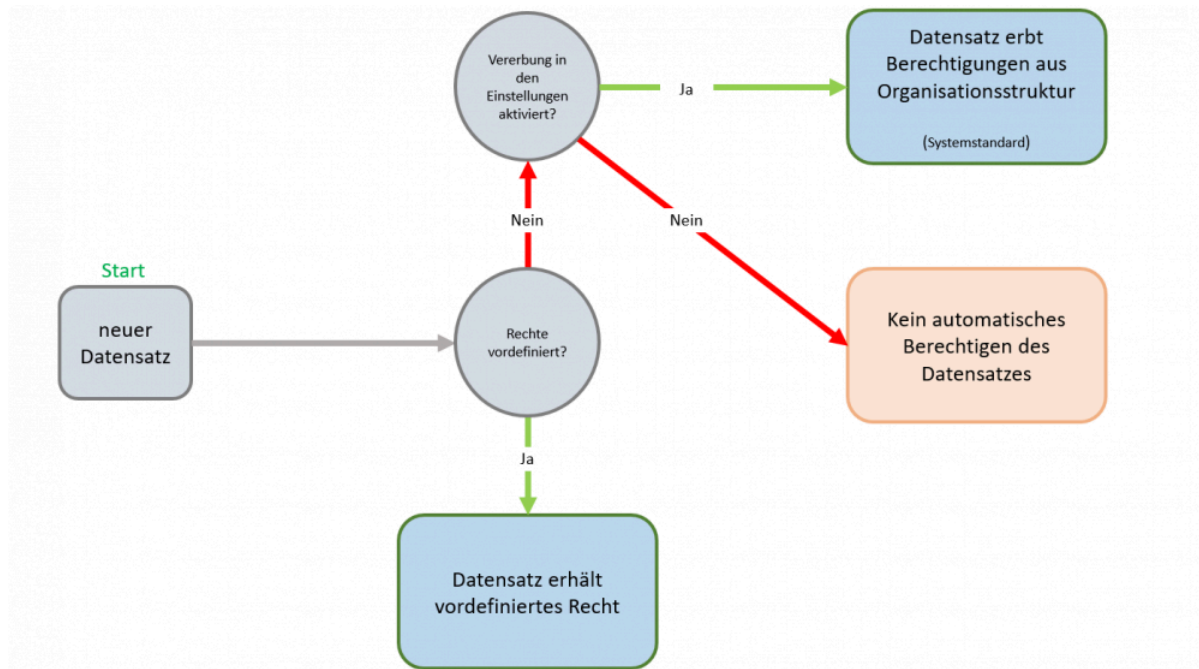 Vererbung in
den
Einstellungen
aktiviert?
Ja
Datensatz erbt
Berechtigungen aus
Organisationsstruktur
(Systemstandard)
Nein
Nein
Start
neuer
Datensatz
Rechte
vordefiniert?
Kein automatisches
Berechtigen des
Datensatzes
Ja
Datensatz erhält
vordefiniertes Recht